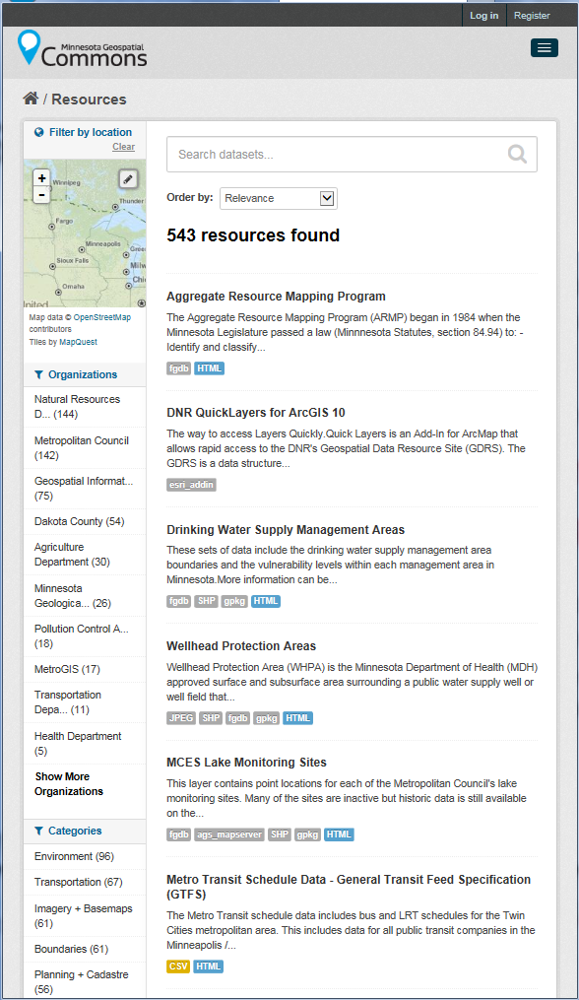 Log in
Register
Minnesota Geospatial
Commons
/ Resources
Filter by location
Clear
+
-
Winnipeg
Thunder
Fargo
Minneapolis
Sioux Falls
Omaha
Green
Milw
Chi
nited
Map data © OpenStreetMap
contributors
Tiles by MapQuest
Organizations
Natural Resources
D... (144)
Metropolitan Council
(142)
Geospatial Informat...
(75)
Dakota County (54)
Agriculture
Department (30)
Minnesota
Geologica... (26)
Pollution Control A...
(18)
MetroGIS (17)
Transportation
Depa... (11)
Health Department
(5)
Show More
Organizations
Categories
Environment (96)
Transportation (67)
Imagery + Basemaps
(61)
Boundaries (61)
Planning + Cadastre
(56)
Search datasets...
Order by:
Relevance
543 resources found
Aggregate Resource Mapping Program
The Aggregate Resource Mapping Program (ARMP) began in 1984 when the
Minnesota Legislature passed a law (Minnnesota Statutes, section 84.94) to: -
Identify and classify...
fgdb HTML
DNR QuickLayers for ArcGIS 10
The way to access Layers Quickly.Quick Layers is an Add-In for ArcMap that
allows rapid access to the DNR's Geospatial Data Resource Site (GDRS). The
GDRS is a data structure...
esri_addin
Drinking Water Supply Management Areas
These sets of data include the drinking water supply management area
boundaries and the vulnerability levels within each management area in
Minnesota.More information can be...
fgdb SHP gpkg HTML
Wellhead Protection Areas
Wellhead Protection Area (WHPA) is the Minnesota Department of Health (MDH)
approved surface and subsurface area surrounding a public water supply well or
well field that...
JPEG SHP fgdb gpkg HTML
MCES Lake Monitoring Sites
This layer contains point locations for each of the Metropolitan Council's lake
monitoring sites. Many of the sites are inactive but historic data is still available
on the...
fgdb ags_mapserver SHP gpkg HTML
Metro Transit Schedule Data - General Transit Feed Specification
(GTFS)
The Metro Transit schedule data includes bus and LRT schedules for the Twin
Cities metropolitan area. This includes data for all public transit companies in the
Minneapolis /...
CSV HTML